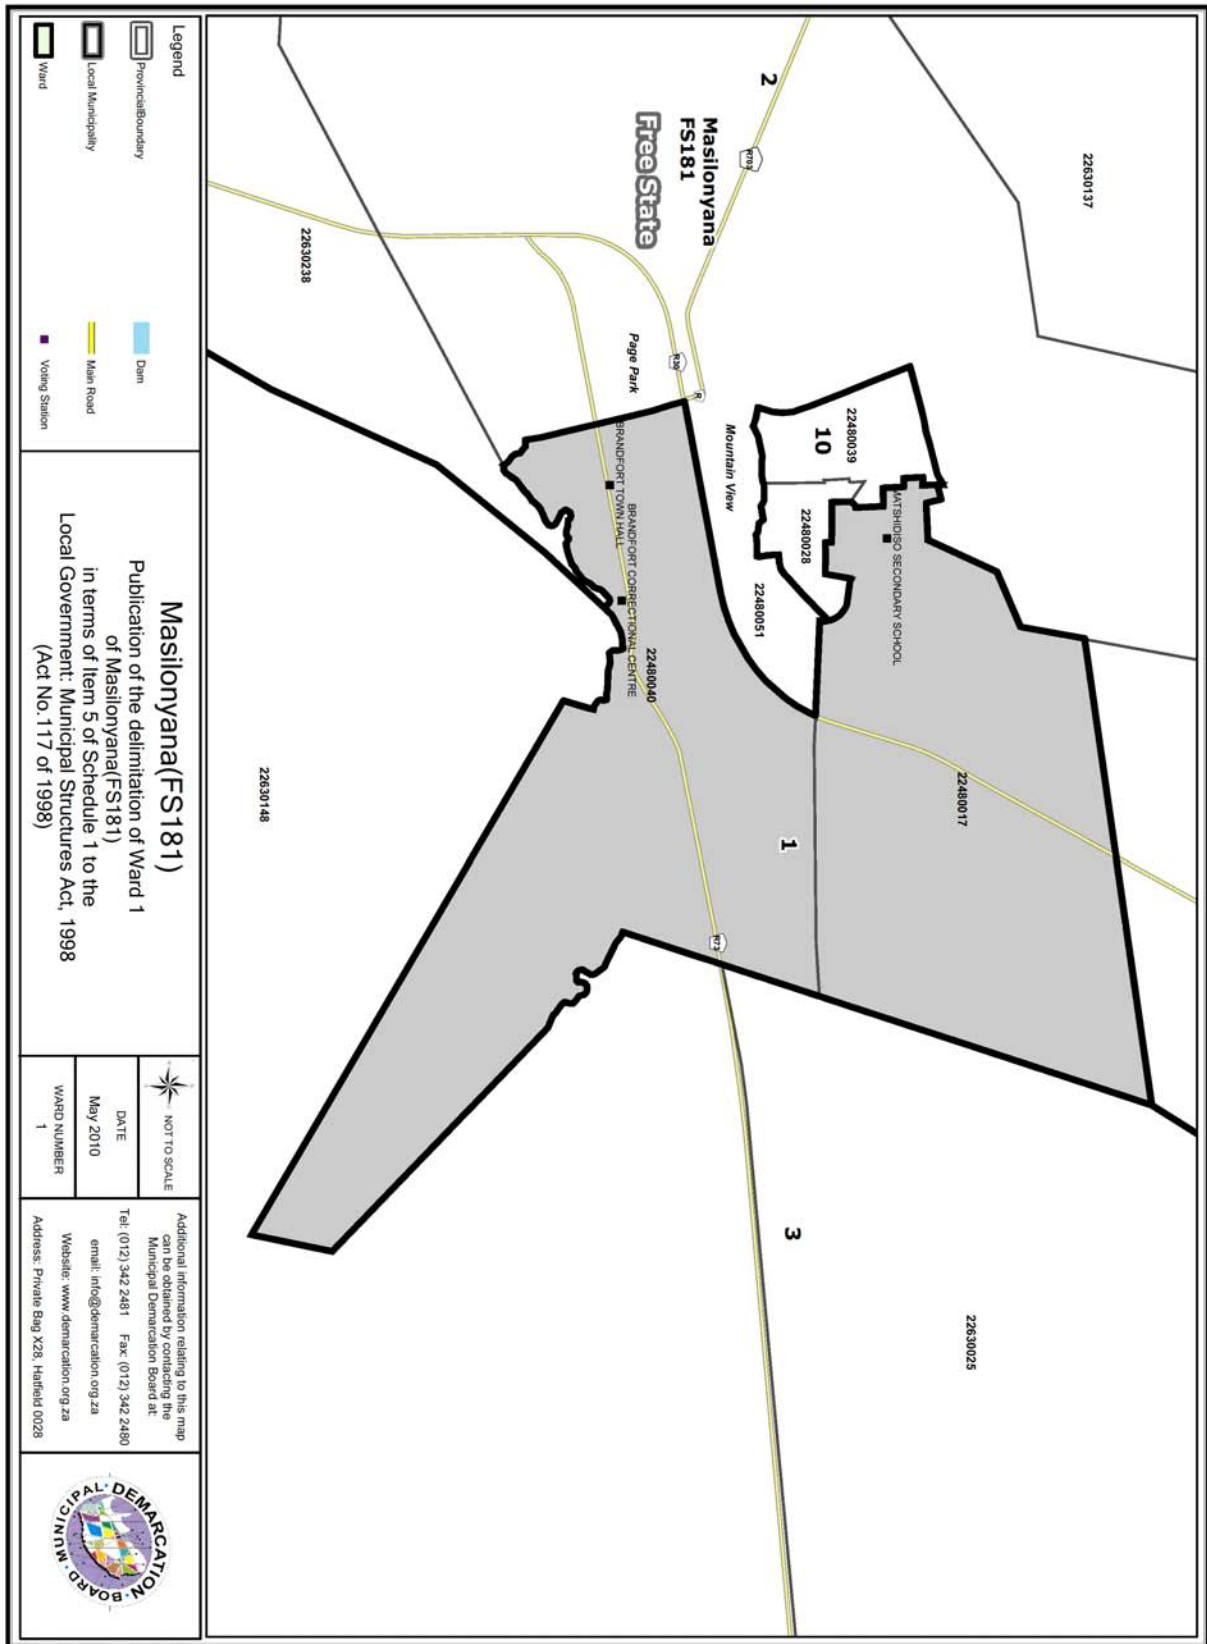 22630137
2
R703
Masilonyana
FS181
Free State
22630238
R30
R
Page Park
Mountain View
22480039
10
22480028
MATSHIDISO SECONDARY SCHOOL
22480051
BRANDFORT TOWN HALL
BRANDFORT CORRECTIONAL CENTRE
22480040
22480017
1
R73
22630148
3
22630025
Legend
ProvincialBoundary
Local Municipality
Ward
Dam
Main Road
Voting Station
Masilonyana(FS181)
Publication of the delimitation of Ward 1
of Masilonyana(FS181)
in terms of Item 5 of Schedule 1 to the
Local Government: Municipal Structures Act, 1998
(Act No.117 of 1998)
NOT TO SCALE
DATE
May 2010
WARD NUMBER
1
Additional information relating to this map
can be obtained by contacting the
Municipal Demarcation Board at:
Tel: (012) 342 2481 Fax: (012) 342 2480
email: info@demarcation.org.za
Website: www.demarcation.org.za
Address: Private Bag X28, Hatfield 0028
MUNICIPAL DEMARCATION BOARD